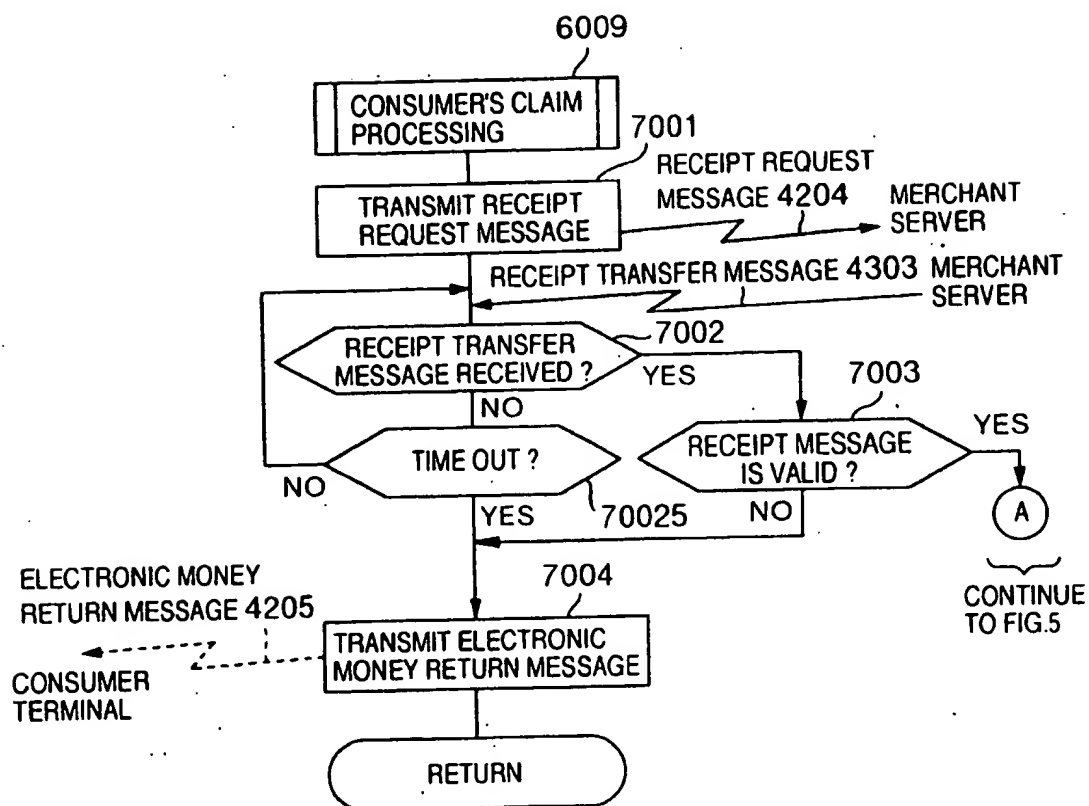 6009
CONSUMER'S CLAIM
PROCESSING
7001
TRANSMIT RECEIPT
REQUEST MESSAGE
RECEIPT REQUEST
MESSAGE 4204
MERCHANT
SERVER
RECEIPT TRANSFER MESSAGE 4303
MERCHANT
SERVER
7002
RECEIPT TRANSFER
MESSAGE RECEIVED ?
YES
NO
7003
RECEIPT MESSAGE
IS VALID ?
YES
NO
A
CONTINUE
TO FIG.5
TIME OUT ?
NO
YES
70025
7004
TRANSMIT ELECTRONIC
MONEY RETURN MESSAGE
ELECTRONIC MONEY
RETURN MESSAGE 4205
CONSUMER
TERMINAL
RETURN